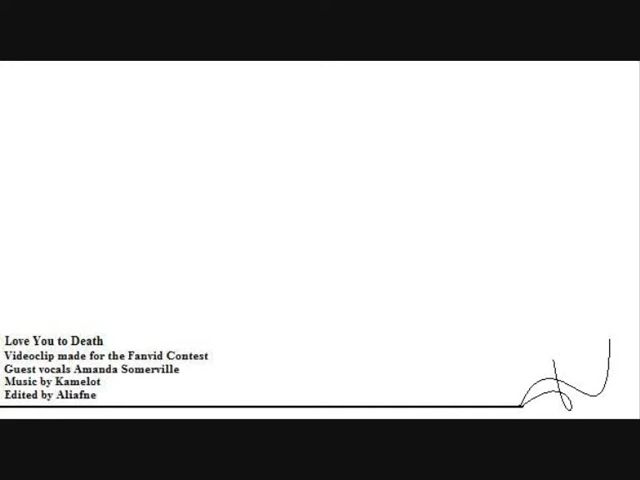 Love You to Death
Videoclip made for the Fanvid Contest
Guest vocals Amanda Somerville
Music by Kamelot
Edited by Aliafne